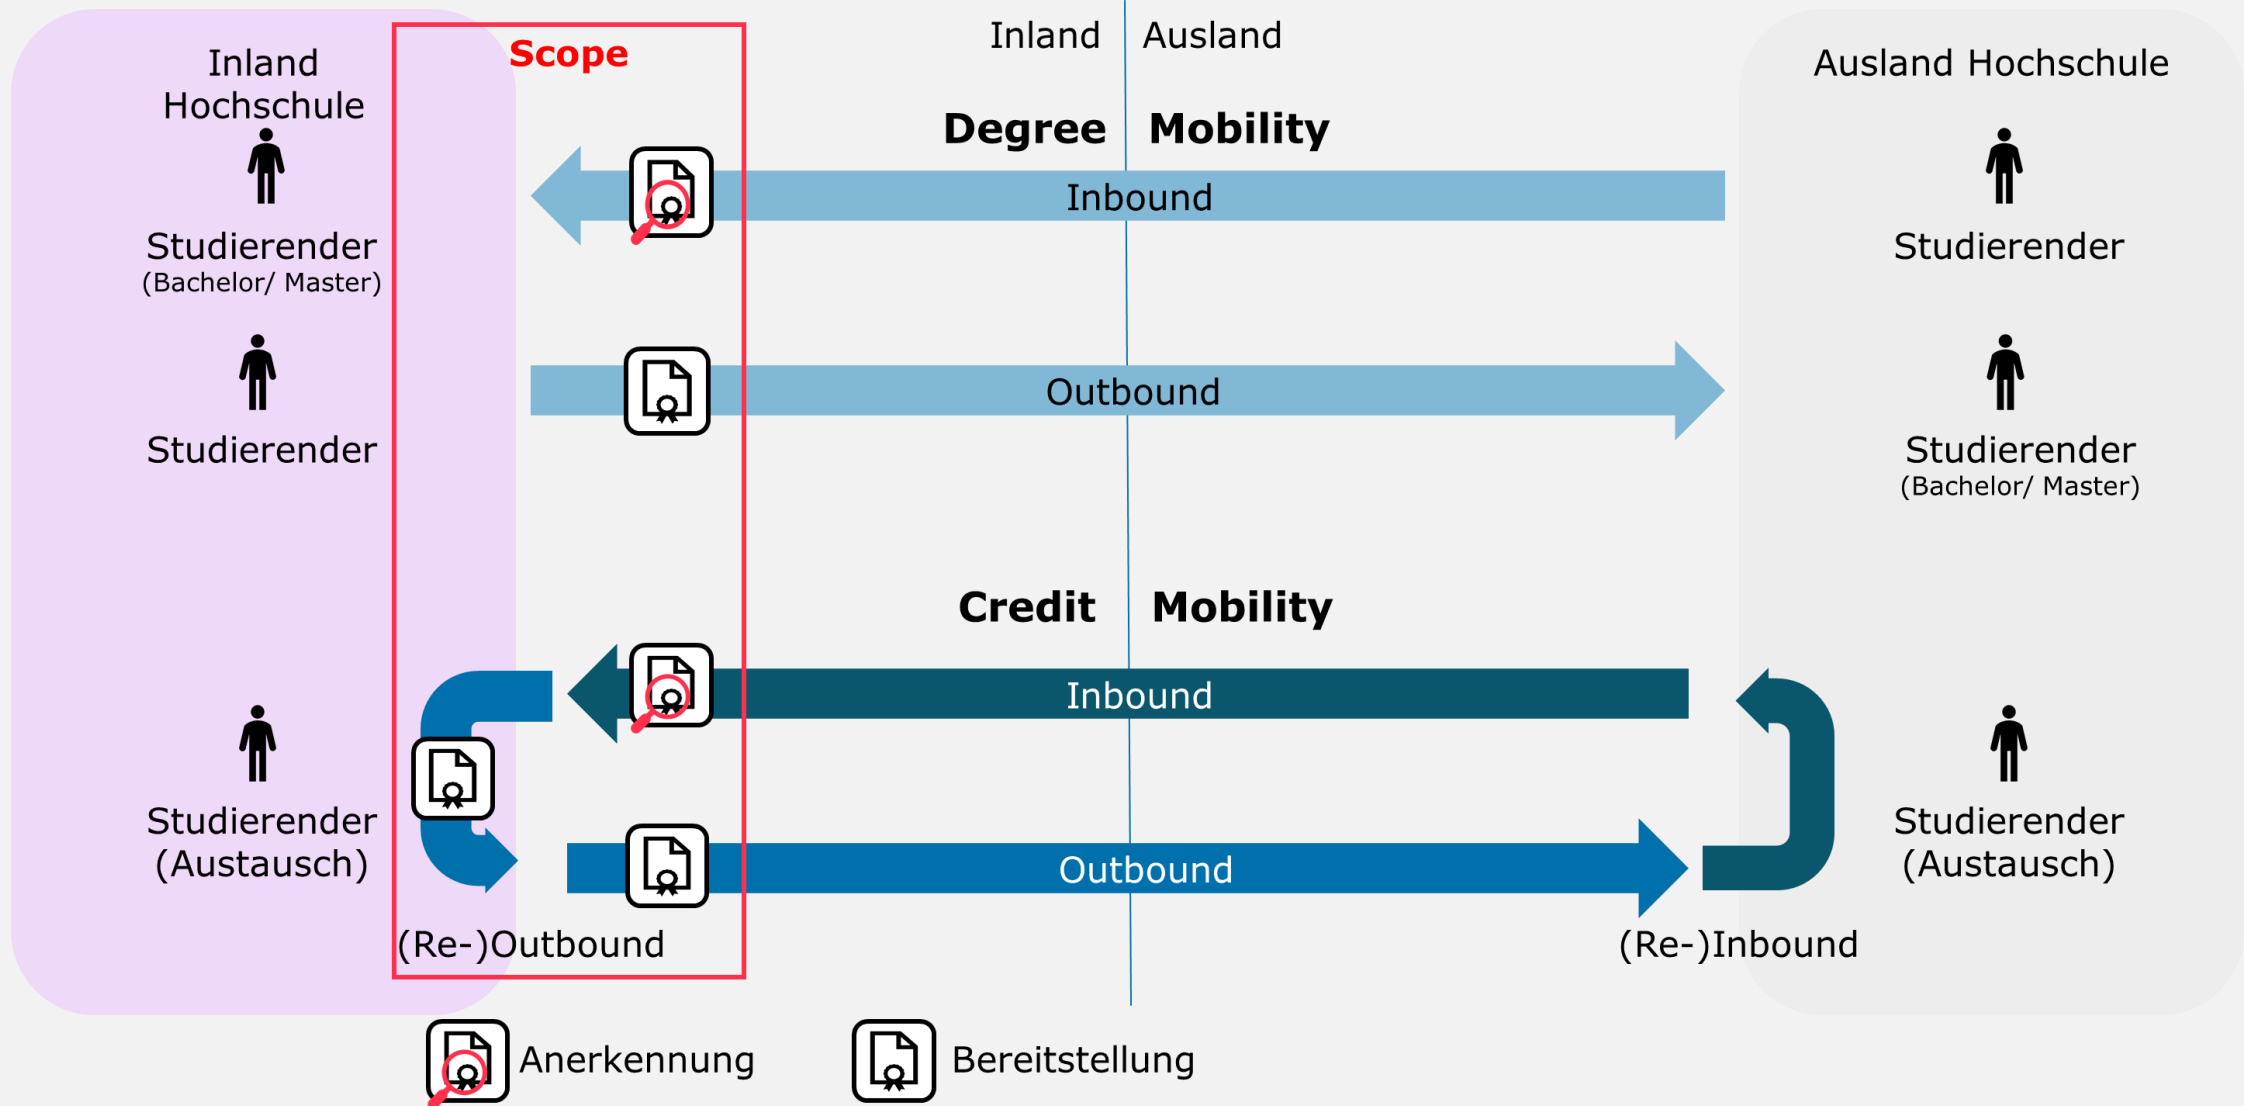 Inland
Hochschule
Scope
Inland
Ausland
Ausland Hochschule
Degree
Mobility
Inbound
Studierender
(Bachelor/ Master)
Studierender
Outbound
Studierender
Studierender
(Bachelor/ Master)
Credit
Mobility
Inbound
Studierender
(Austausch)
Outbound
Studierender
(Austausch)
(Re-)Outbound
(Re-)Inbound
Anerkennung
Bereitstellung